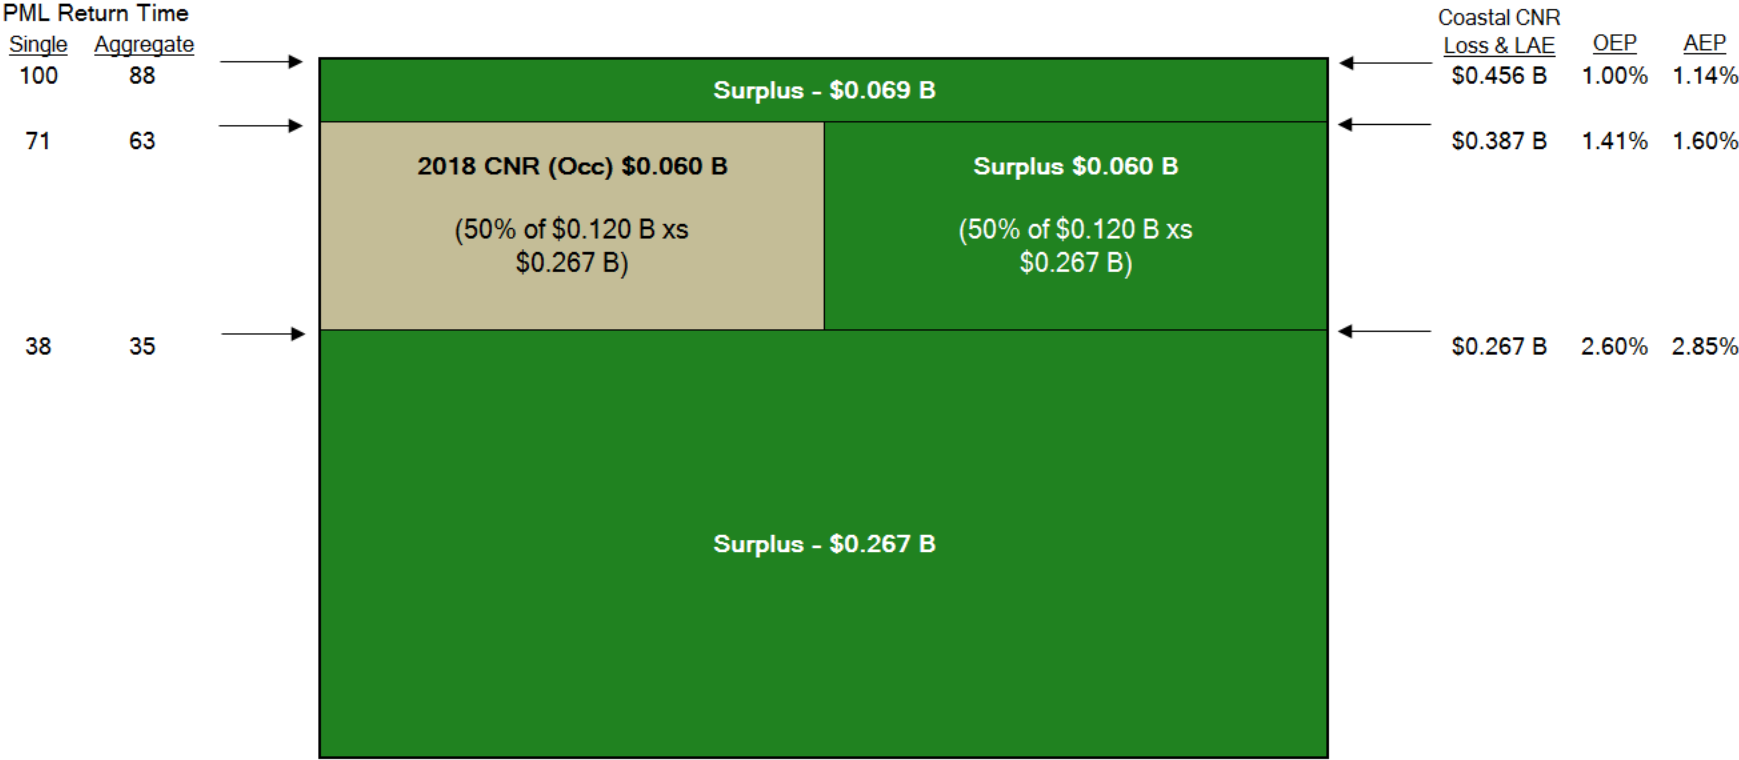 PML Return Time
Single Aggregate
100 88
71 63
38 35
Surplus - $0.069 B
2018 CNR (Occ) $0.060 B
(50% of $0.120 B xs
$0.267 B)
Surplus $0.060 B
(50% of $0.120 B xs
$0.267 B)
Surplus - $0.267 B
Coastal CNR
Loss & LAE OEP AEP
$0.456 B 1.00% 1.14%
$0.387 B 1.41% 1.60%
$0.267 B 2.60% 2.85%